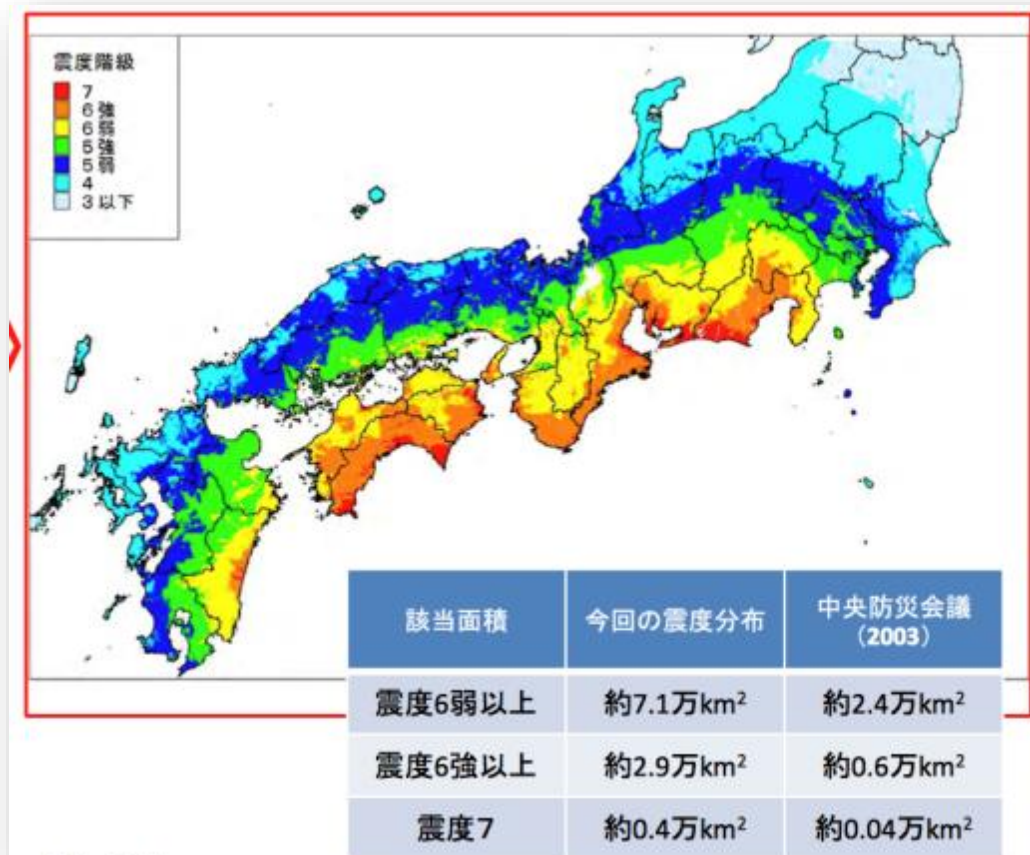 震度階級
7
6強
6弱
5強
5弱
4
3以下
該当面積 今回の震度分布 中央防災会議
（2003）
震度6弱以上 約7.1万km² 約2.4万km²
震度6強以上 約2.9万km² 約0.6万km²
震度7 約0.4万km² 約0.04万km²